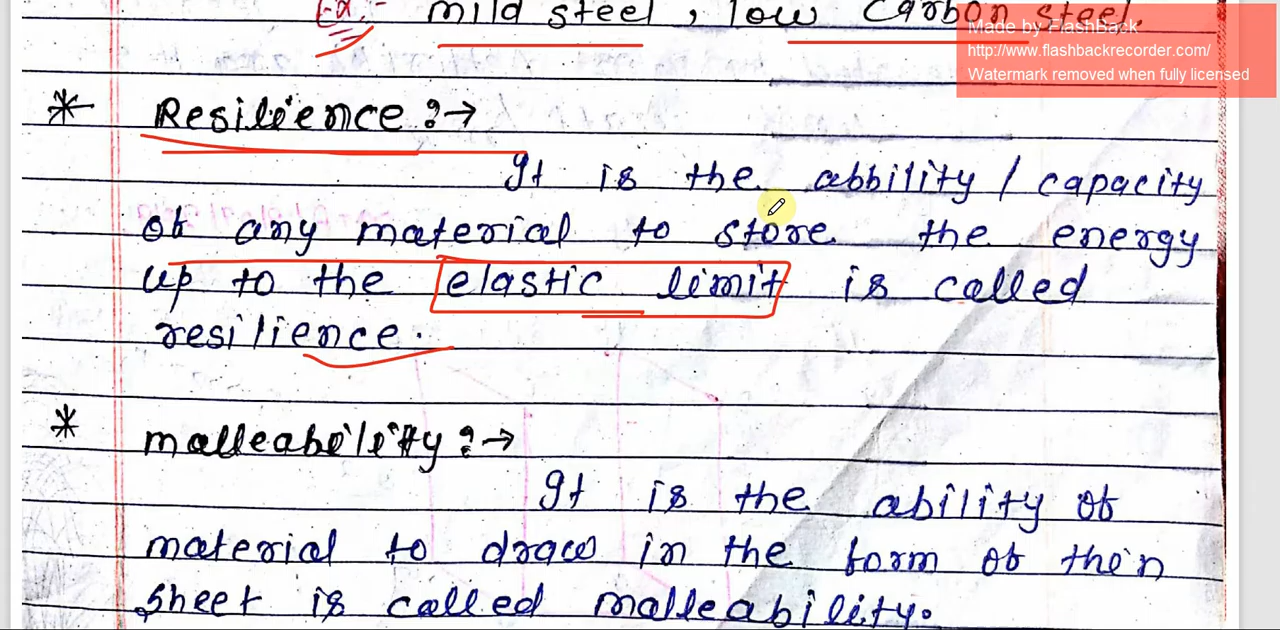 Ex:- mild steel, low carbon steel.
Made by FlashBack
http://www.flashbackrecorder.com/
Watermark removed when fully licensed
* Resilience :→
It is the abbility / capacity
of any material to store the energy
up to the elastic limit is called
resilience.
* malleability :→
It is the ability of
material to draw in the form of thin
sheet is called malleability.